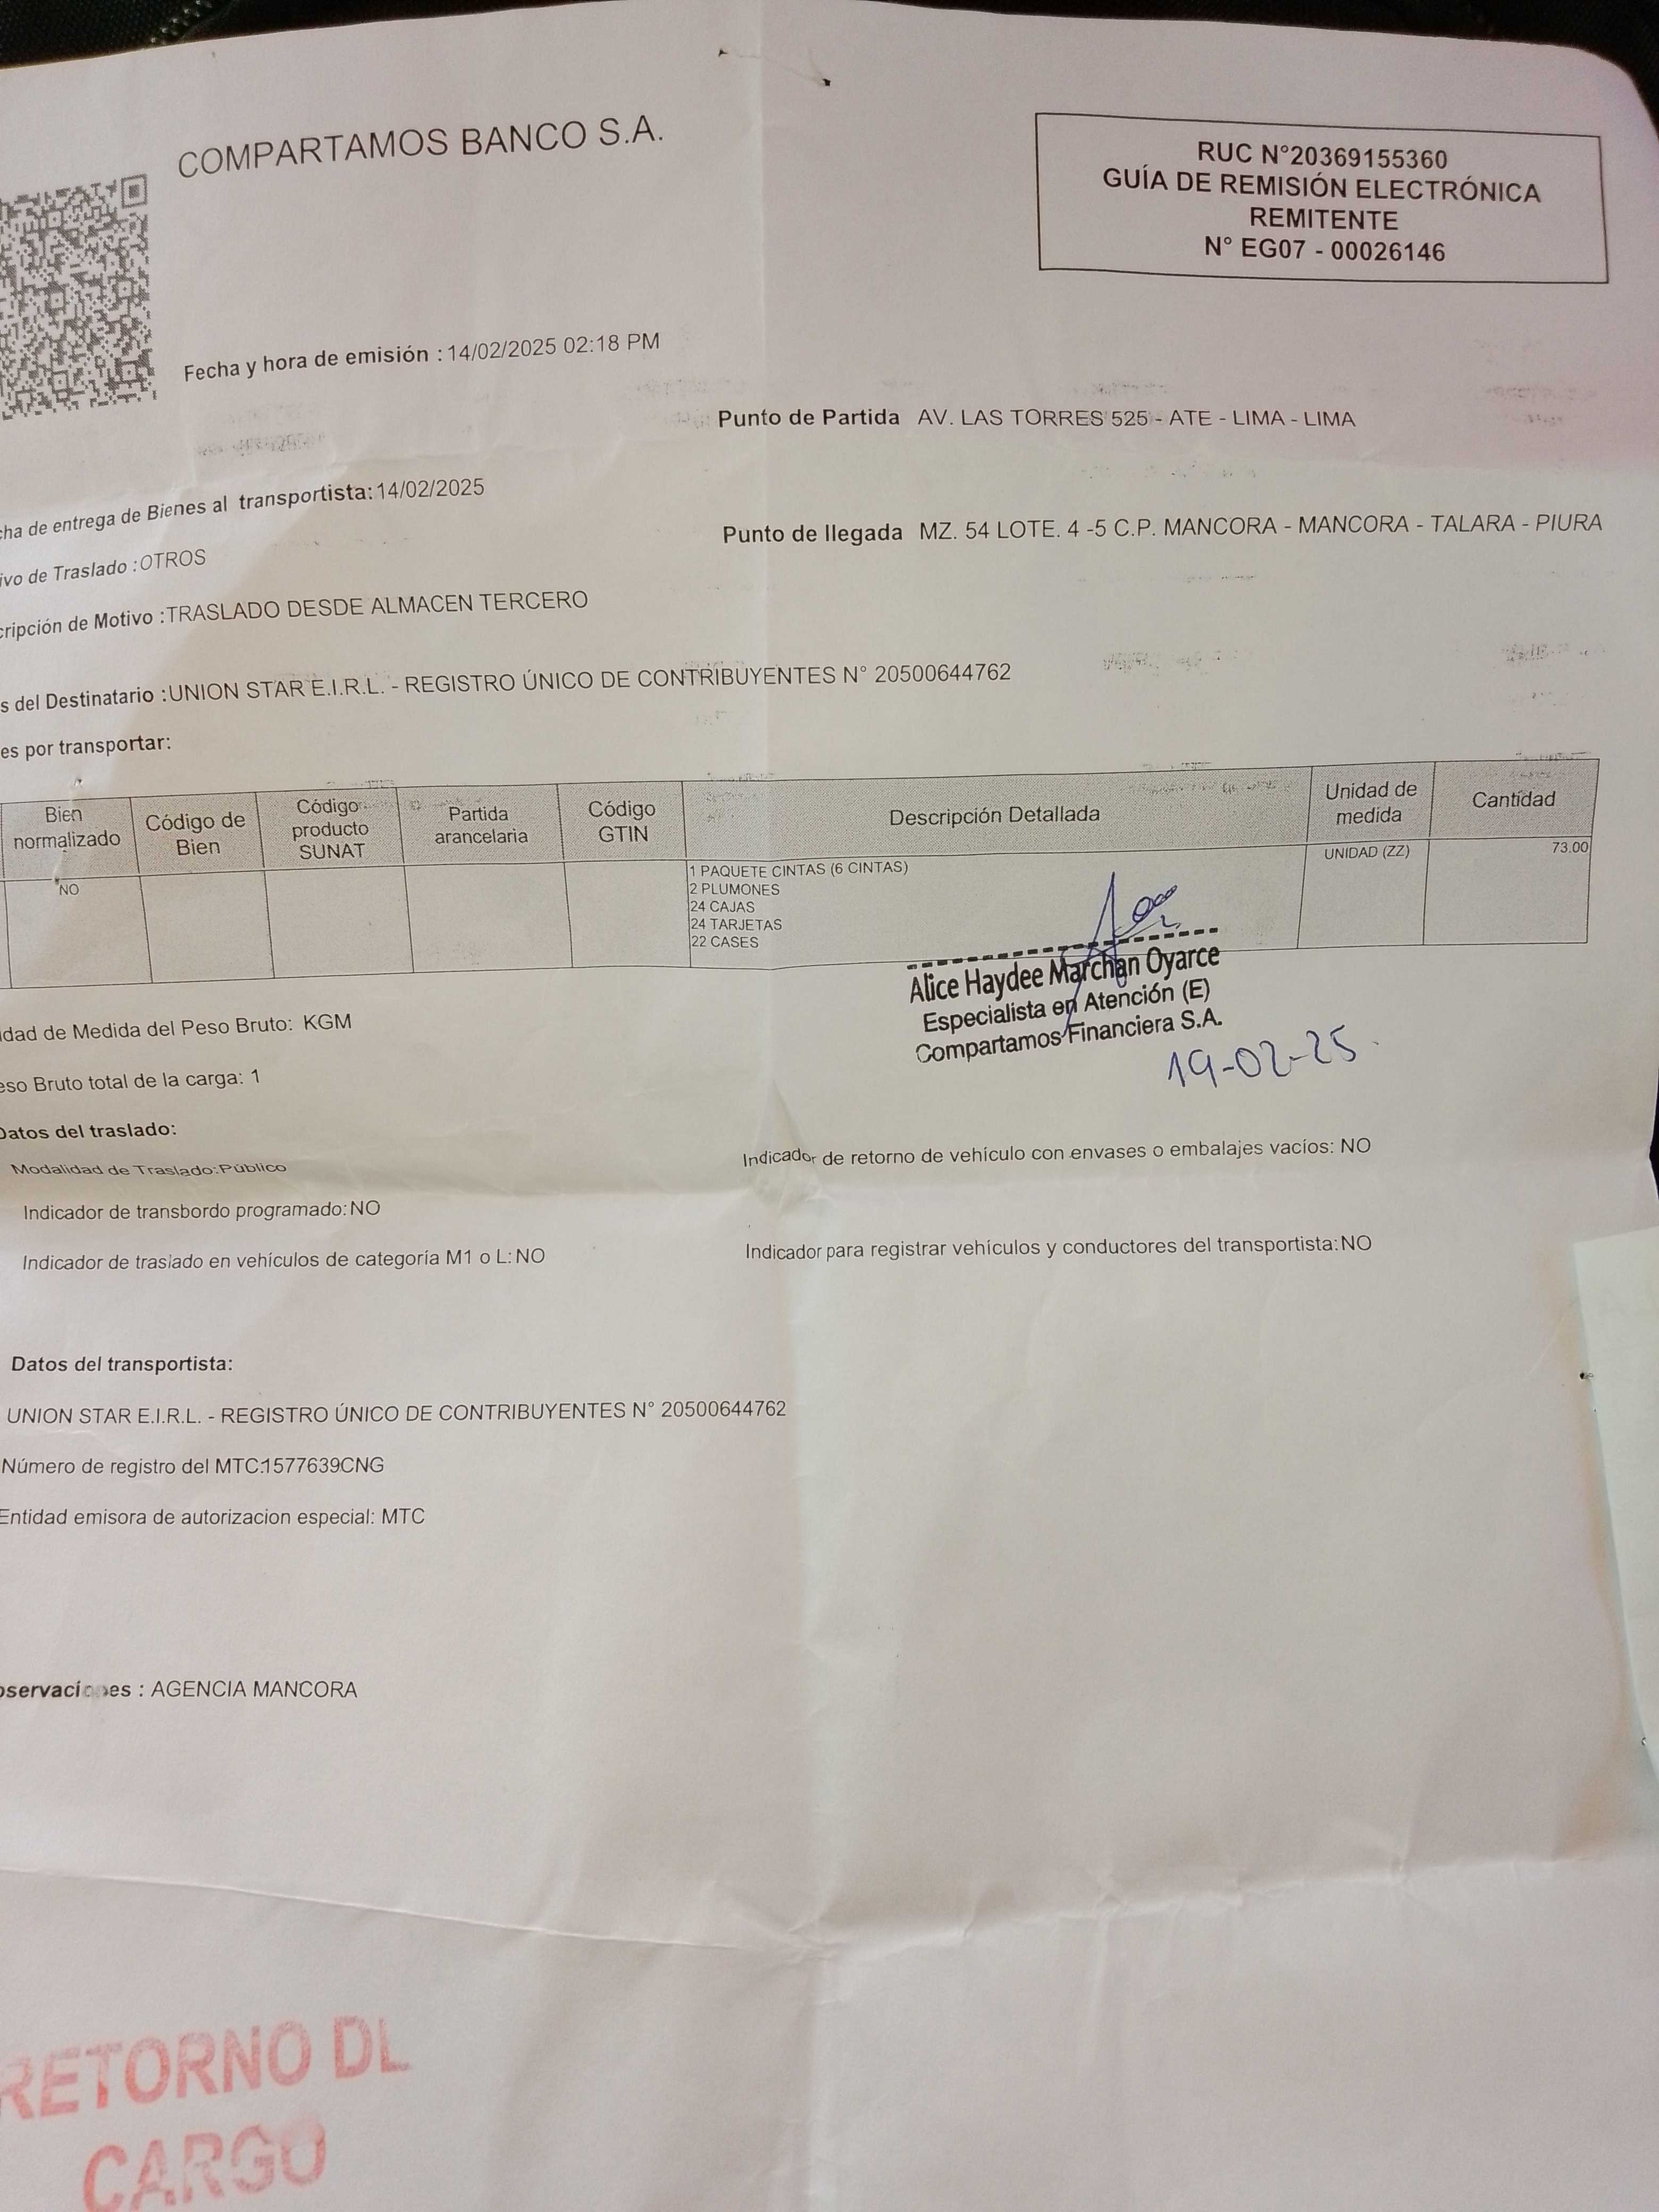 COMPARTAMOS BANCO S.A.
RUC N°20369155360
GUÍA DE REMISIÓN ELECTRÓNICA
REMITENTE
N° EG07 - 00026146
Fecha y hora de emisión : 14/02/2025 02:18 PM
Punto de Partida AV. LAS TORRES 525 - ATE - LIMA - LIMA
cha de entrega de Bienes al transportista:14/02/2025
Punto de llegada MZ. 54 LOTE. 4 -5 C.P. MANCORA - MANCORA - TALARA - PIURA
ivo de Traslado :OTROS
cripción de Motivo :TRASLADO DESDE ALMACEN TERCERO
s del Destinatario :UNION STAR E.I.R.L. - REGISTRO ÚNICO DE CONTRIBUYENTES N° 20500644762
es por transportar:
Bien normalizado Código de Bien Código producto SUNAT Partida arancelaria Código GTIN Descripción Detallada Unidad de medida Cantidad
NO 1 PAQUETE CINTAS (6 CINTAS) UNIDAD (ZZ) 73.00
2 PLUMONES
24 CAJAS
24 TARJETAS
22 CASES
Alice Haydee Marchan Oyarce
Especialista en Atención (E)
Compartamos Financiera S.A.
19-02-25
idad de Medida del Peso Bruto: KGM
eso Bruto total de la carga: 1
Datos del traslado:
Modalidad de Traslado:Público
Indicador de retorno de vehículo con envases o embalajes vacíos: NO
Indicador de transbordo programado:NO
Indicador de traslado en vehículos de categoría M1 o L:NO
Indicador para registrar vehículos y conductores del transportista:NO
Datos del transportista:
UNION STAR E.I.R.L. - REGISTRO ÚNICO DE CONTRIBUYENTES N° 20500644762
Número de registro del MTC:1577639CNG
Entidad emisora de autorizacion especial: MTC
bservaciones : AGENCIA MANCORA
RETORNO DE
CARGO